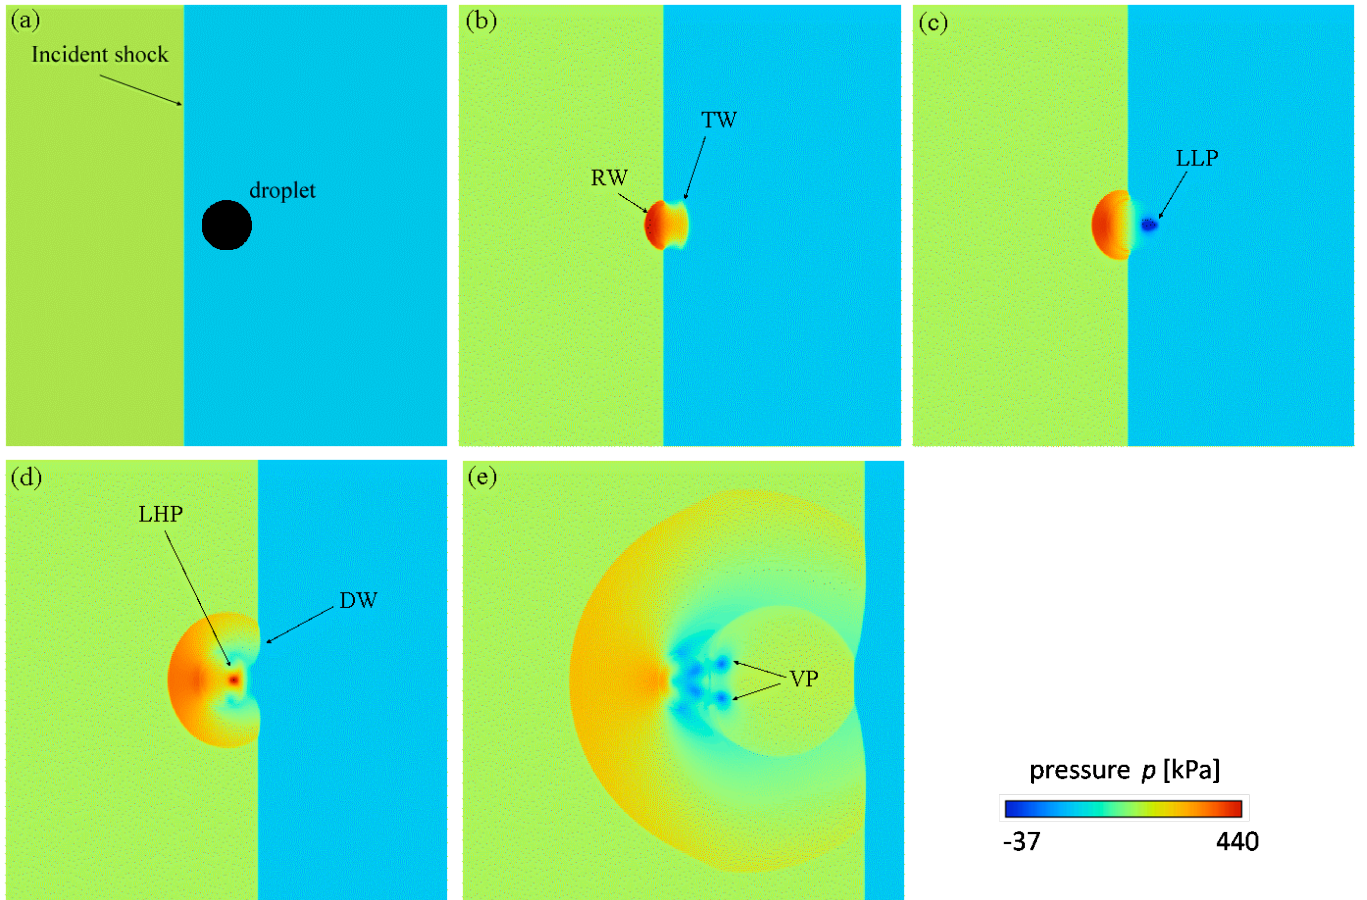 (a)
Incident shock
droplet
(b)
TW
RW
(c)
LLP
(d)
LHP
DW
(e)
VP
pressure p [kPa]
-37 440